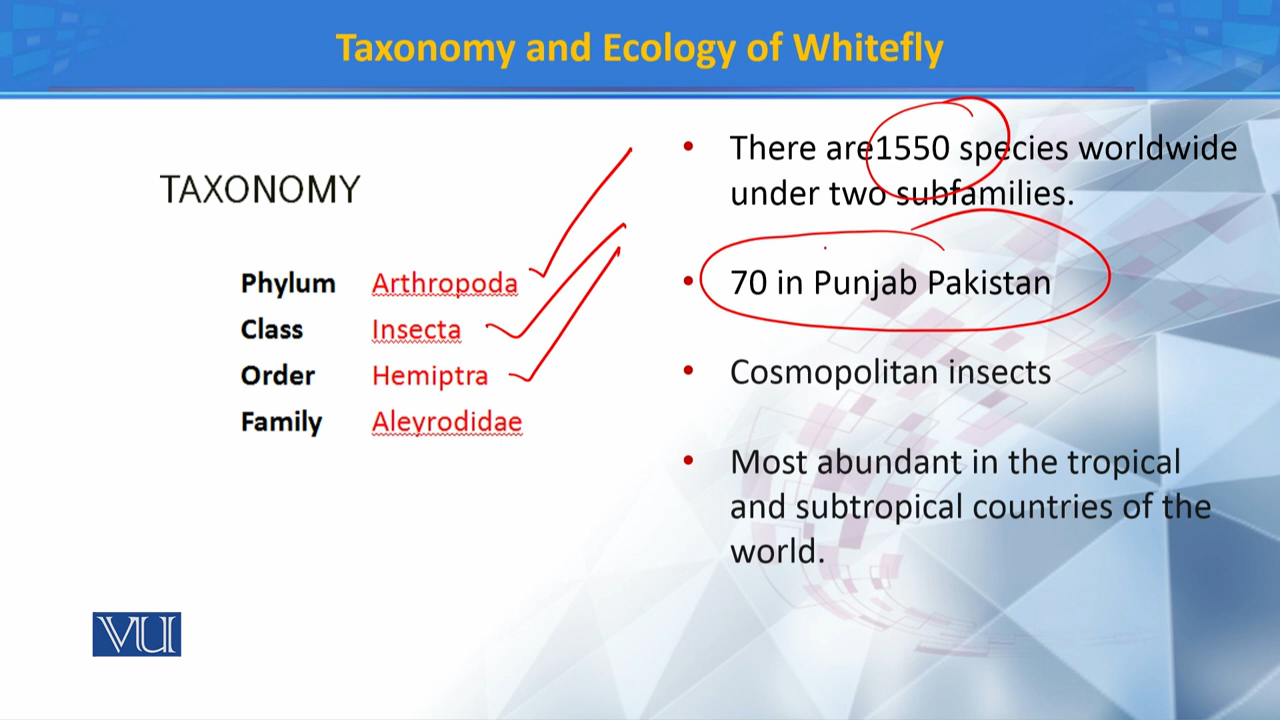 Taxonomy and Ecology of Whitefly
TAXONOMY
Phylum Arthropoda
Class Insecta
Order Hemiptra
Family Aleyrodidae
• There are1550 species worldwide
under two subfamilies.
• 70 in Punjab Pakistan
• Cosmopolitan insects
• Most abundant in the tropical
and subtropical countries of the
world.
VU